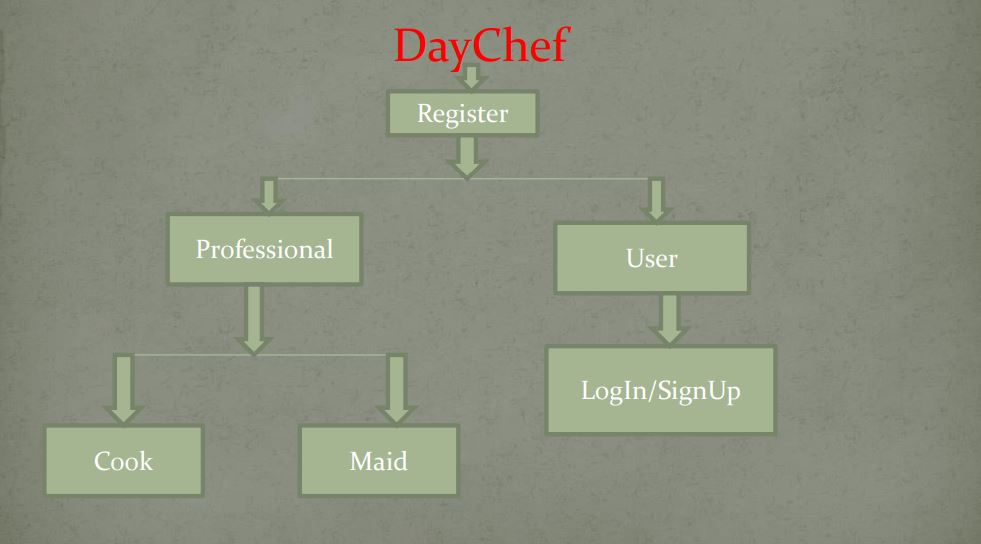 DayChef
Register
Professional
User
LogIn/SignUp
Cook
Maid